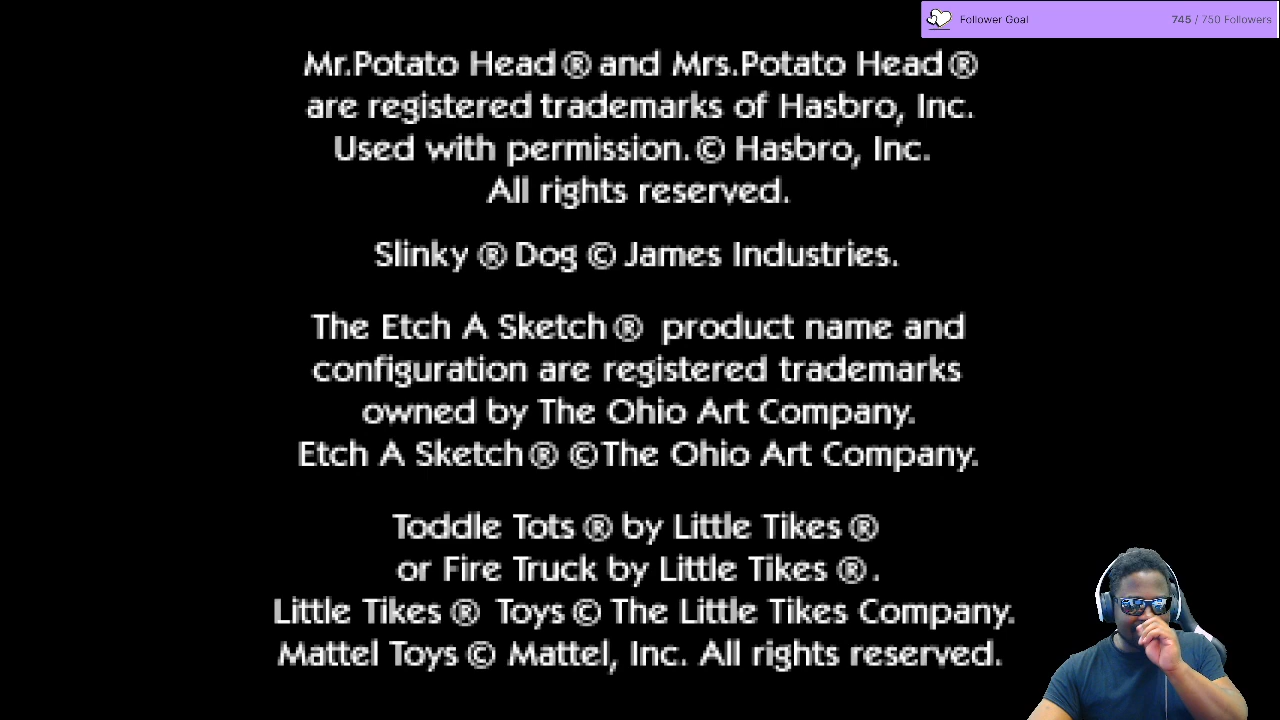 Follower Goal 745 / 750 Followers
Mr.Potato Head ® and Mrs.Potato Head ®
are registered trademarks of Hasbro, Inc.
Used with permission. © Hasbro, Inc.
All rights reserved.
Slinky ® Dog © James Industries.
The Etch A Sketch ® product name and
configuration are registered trademarks
owned by The Ohio Art Company.
Etch A Sketch ® © The Ohio Art Company.
Toddle Tots ® by Little Tikes ®
or Fire Truck by Little Tikes ® .
Little Tikes ® Toys © The Little Tikes Company.
Mattel Toys © Mattel, Inc. All rights reserved.